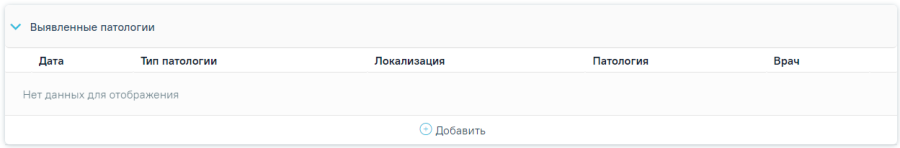 Выявленные патологии
Дата Тип патологии Локализация Патология Врач
Нет данных для отображения
Добавить